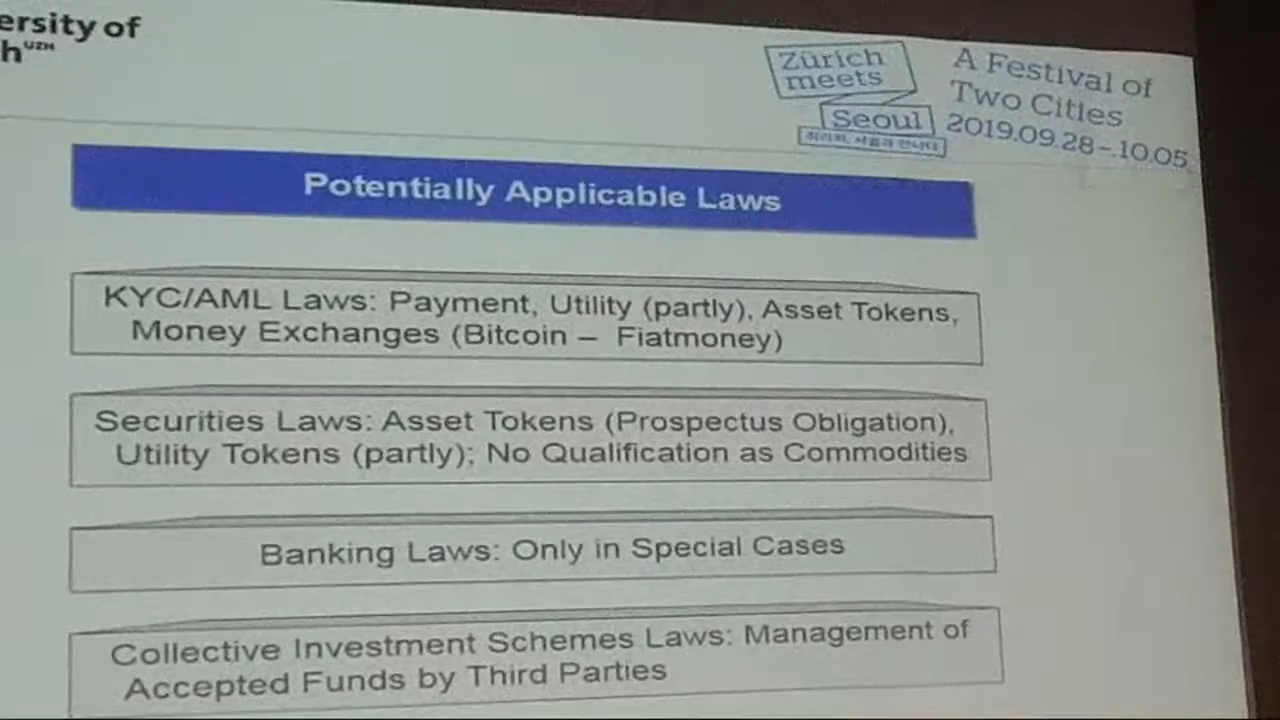 ersity of
h UZH
Zürich
meets
Seoul
A Festival of
Two Cities
2019.09.28–10.05
Potentially Applicable Laws
KYC/AML Laws: Payment, Utility (partly), Asset Tokens,
Money Exchanges (Bitcoin – Fiatmoney)
Securities Laws: Asset Tokens (Prospectus Obligation),
Utility Tokens (partly); No Qualification as Commodities
Banking Laws: Only in Special Cases
Collective Investment Schemes Laws: Management of
Accepted Funds by Third Parties